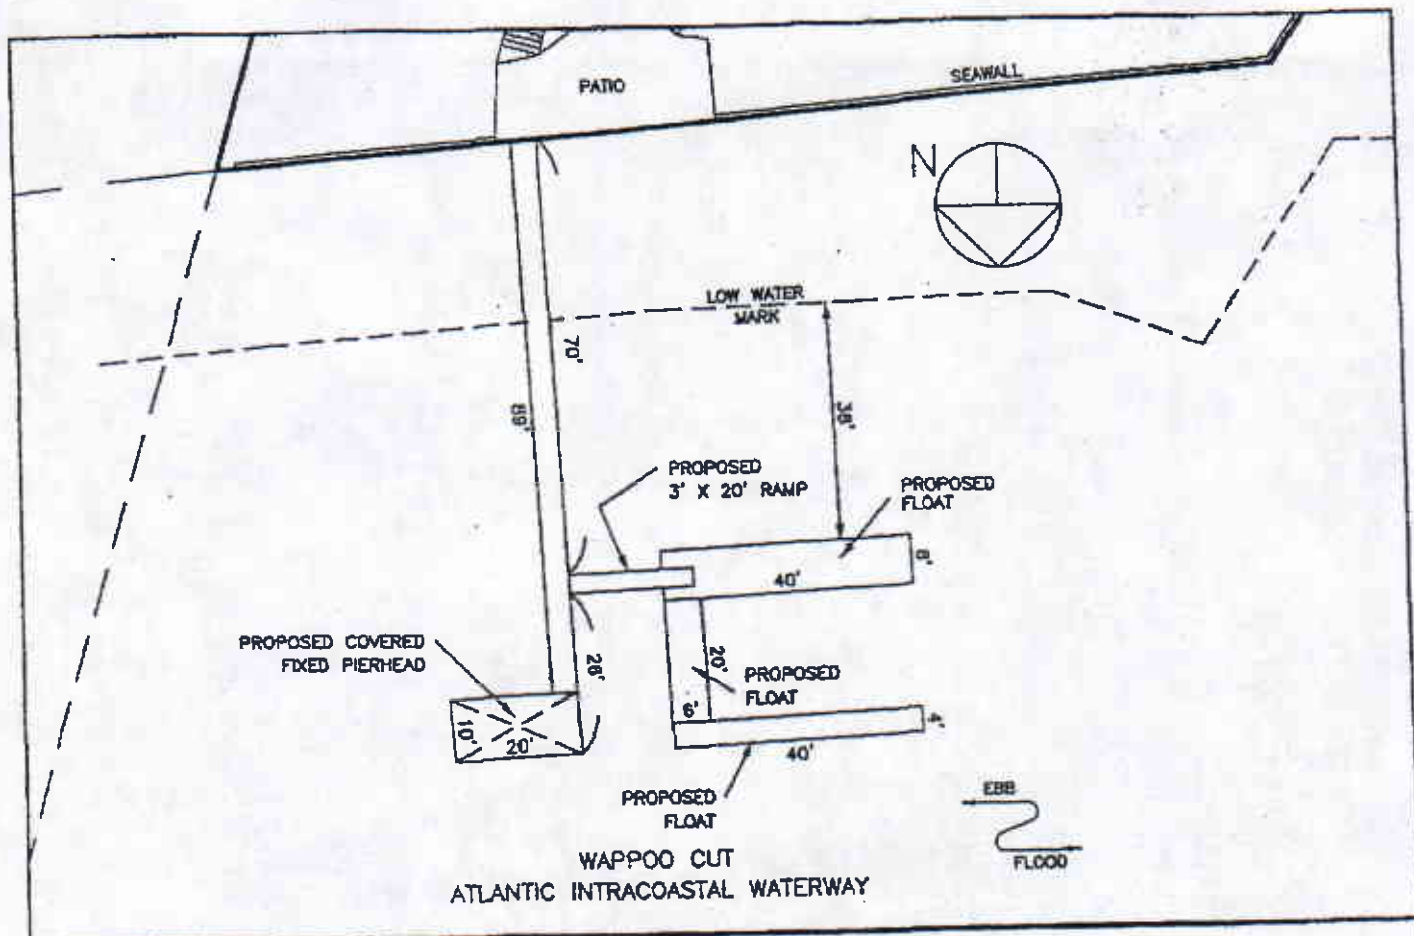 PATIO
SEAWALL
N
LOW WATER
MARK
70'
89'
38'
PROPOSED
3' X 20' RAMP
PROPOSED
FLOAT
8'
40'
PROPOSED COVERED
FIXED PIERHEAD
26'
20'
PROPOSED
FLOAT
6'
10'
20'
4'
40'
PROPOSED
FLOAT
EBB
FLOOD
WAPPOO CUT
ATLANTIC INTRACOASTAL WATERWAY